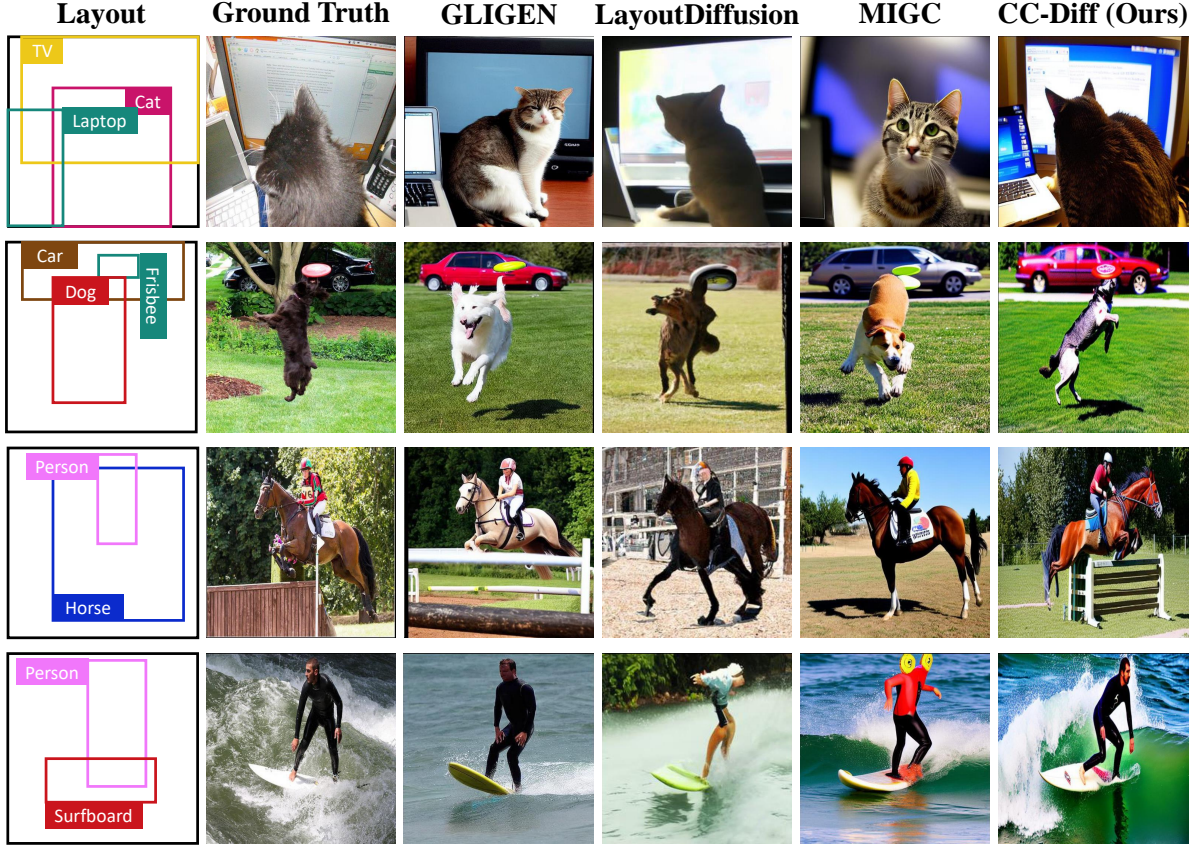 Layout
Ground Truth
GLIGEN
LayoutDiffusion
MIGC
CC-Diff (Ours)
TV
Cat
Laptop
Car
Frisbee
Dog
Person
Horse
Person
Surfboard